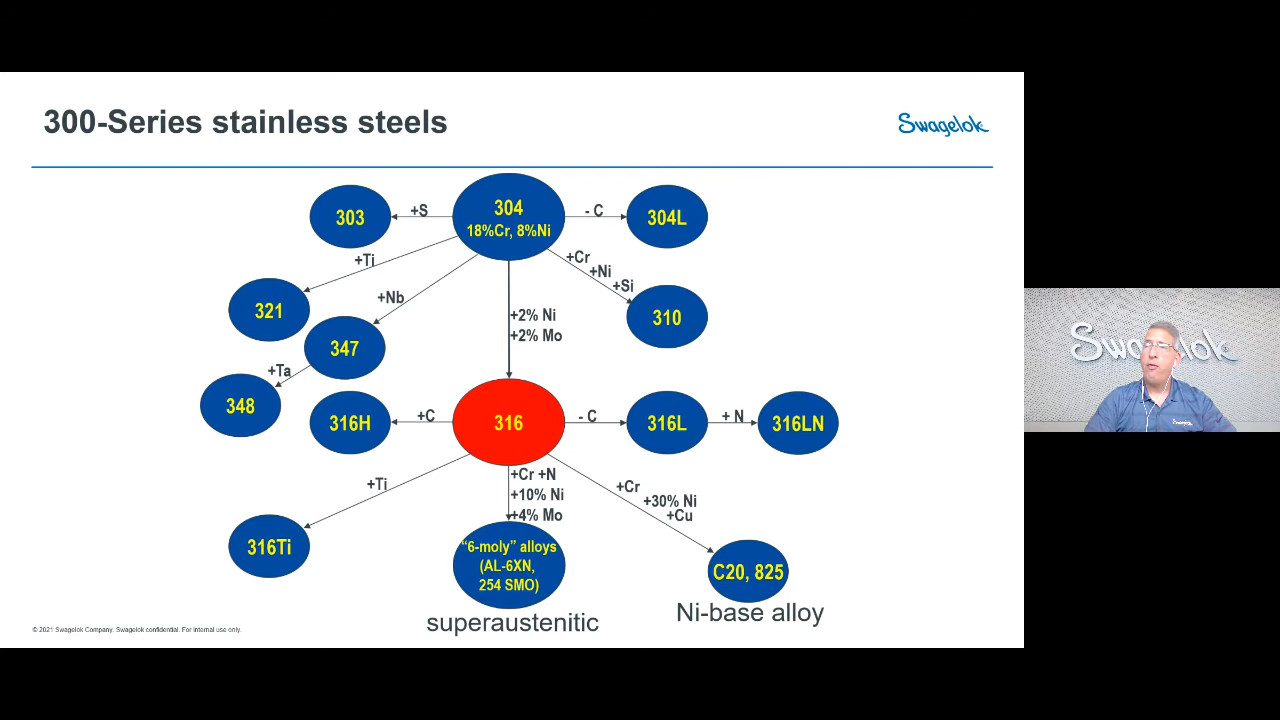 300-Series stainless steels
Swagelok
303
+S
304
18%Cr, 8%Ni
- C
304L
+Ti
+Cr
+Ni
+Si
321
+Nb
310
347
+2% Ni
+2% Mo
+Ta
348
316H
+C
316
- C
316L
+ N
316LN
+Ti
+Cr +N
+10% Ni
+4% Mo
+Cr
+30% Ni
+Cu
316Ti
“6-moly” alloys
(AL-6XN,
254 SMO)
C20, 825
superaustenitic
Ni-base alloy
© 2021 Swagelok Company. Swagelok confidential. For internal use only.
Swagelok
Swagelok